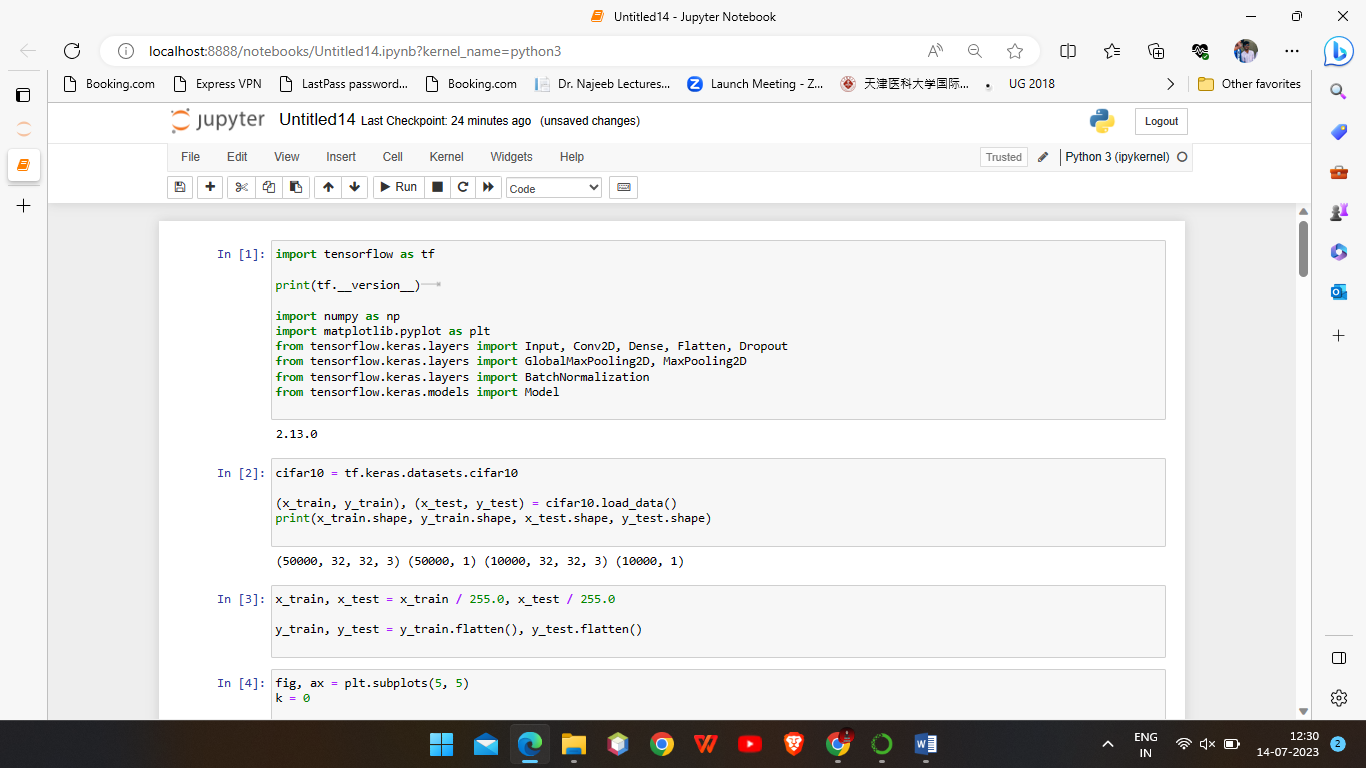 Untitled14 - Jupyter Notebook
localhost:8888/notebooks/Untitled14.ipynb?kernel_name=python3
Booking.com Express VPN LastPass password... Booking.com Dr. Najeeb Lectures... Launch Meeting - Z... 天津医科大学国际... UG 2018 Other favorites
jupyter Untitled14 Last Checkpoint: 24 minutes ago (unsaved changes) Logout
File Edit View Insert Cell Kernel Widgets Help Trusted Python 3 (ipykernel)
Run Code
In [1]: import tensorflow as tf
print(tf.__version__)
import numpy as np
import matplotlib.pyplot as plt
from tensorflow.keras.layers import Input, Conv2D, Dense, Flatten, Dropout
from tensorflow.keras.layers import GlobalMaxPooling2D, MaxPooling2D
from tensorflow.keras.layers import BatchNormalization
from tensorflow.keras.models import Model
2.13.0
In [2]: cifar10 = tf.keras.datasets.cifar10
(x_train, y_train), (x_test, y_test) = cifar10.load_data()
print(x_train.shape, y_train.shape, x_test.shape, y_test.shape)
(50000, 32, 32, 3) (50000, 1) (10000, 32, 32, 3) (10000, 1)
In [3]: x_train, x_test = x_train / 255.0, x_test / 255.0
y_train, y_test = y_train.flatten(), y_test.flatten()
In [4]: fig, ax = plt.subplots(5, 5)
k = 0
ENG 12:30
IN 14-07-2023 2